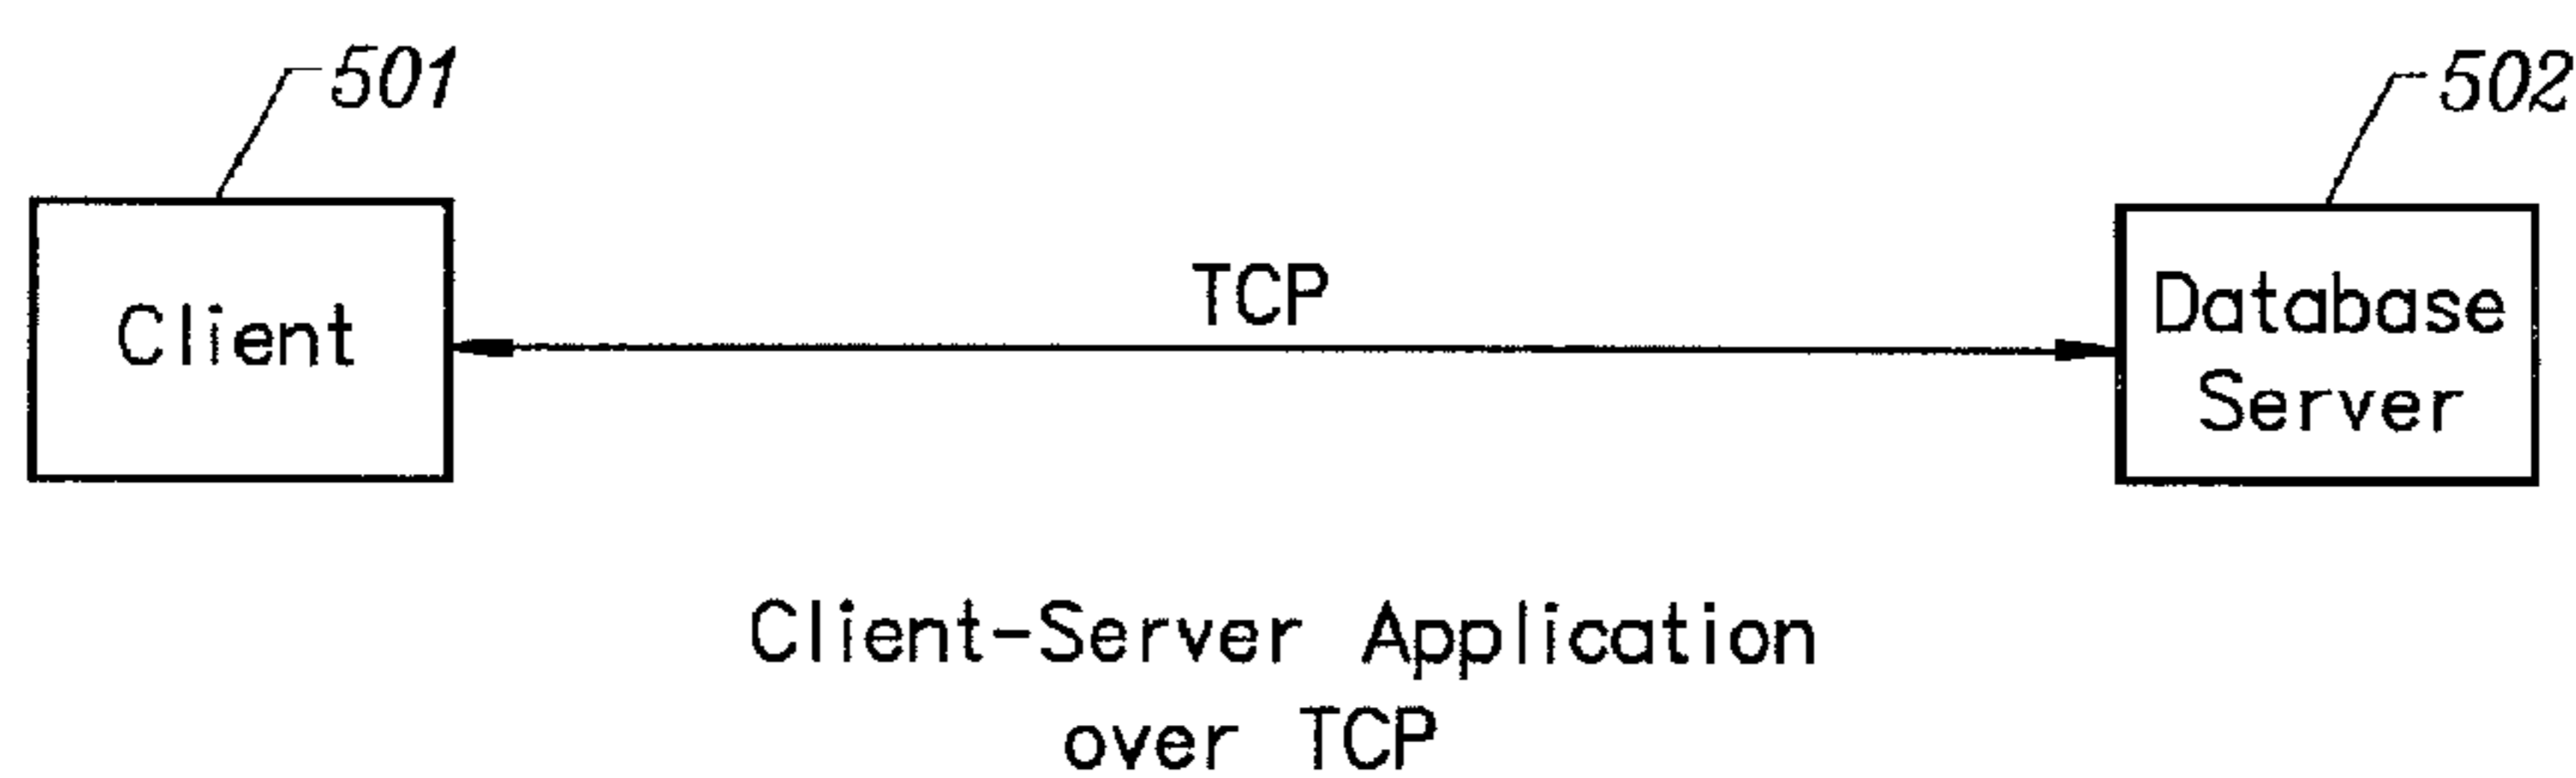 501
502
Client
TCP
Database
Server
Client-Server Application
over TCP